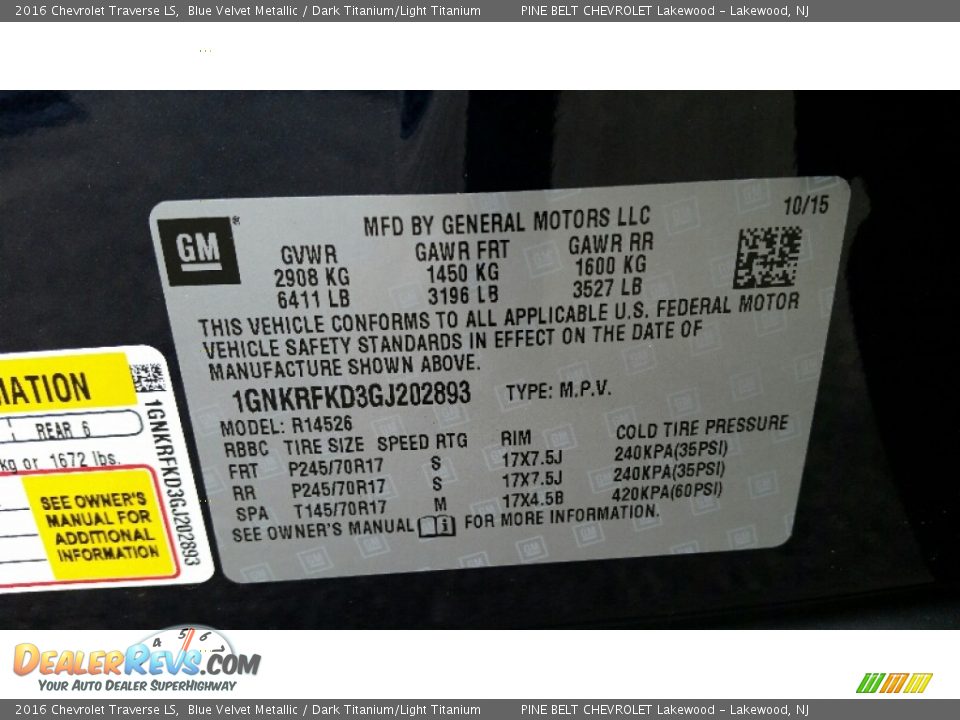 2016 Chevrolet Traverse LS, Blue Velvet Metallic / Dark Titanium/Light Titanium PINE BELT CHEVROLET Lakewood – Lakewood, NJ
10/15
GM ®
MFD BY GENERAL MOTORS LLC
GVWR GAWR FRT GAWR RR
2908 KG 1450 KG 1600 KG
6411 LB 3196 LB 3527 LB
THIS VEHICLE CONFORMS TO ALL APPLICABLE U.S. FEDERAL MOTOR
VEHICLE SAFETY STANDARDS IN EFFECT ON THE DATE OF
MANUFACTURE SHOWN ABOVE.
1GNKRFKD3GJ202893 TYPE: M.P.V.
MODEL: R14526
RBBC TIRE SIZE SPEED RTG RIM COLD TIRE PRESSURE
FRT P245/70R17 S 17X7.5J 240KPA(35PSI)
RR P245/70R17 S 17X7.5J 240KPA(35PSI)
SPA T145/70R17 M 17X4.5B 420KPA(60PSI)
SEE OWNER'S MANUAL i FOR MORE INFORMATION.
MATION
REAR 6
kg or 1672 lbs.
SEE OWNER'S
MANUAL FOR
ADDITIONAL
INFORMATION
1GNKRFKD3GJ202893
4 5 6
DEALERREVS.COM
YOUR AUTO DEALER SUPERHIGHWAY
2016 Chevrolet Traverse LS, Blue Velvet Metallic / Dark Titanium/Light Titanium PINE BELT CHEVROLET Lakewood – Lakewood, NJ